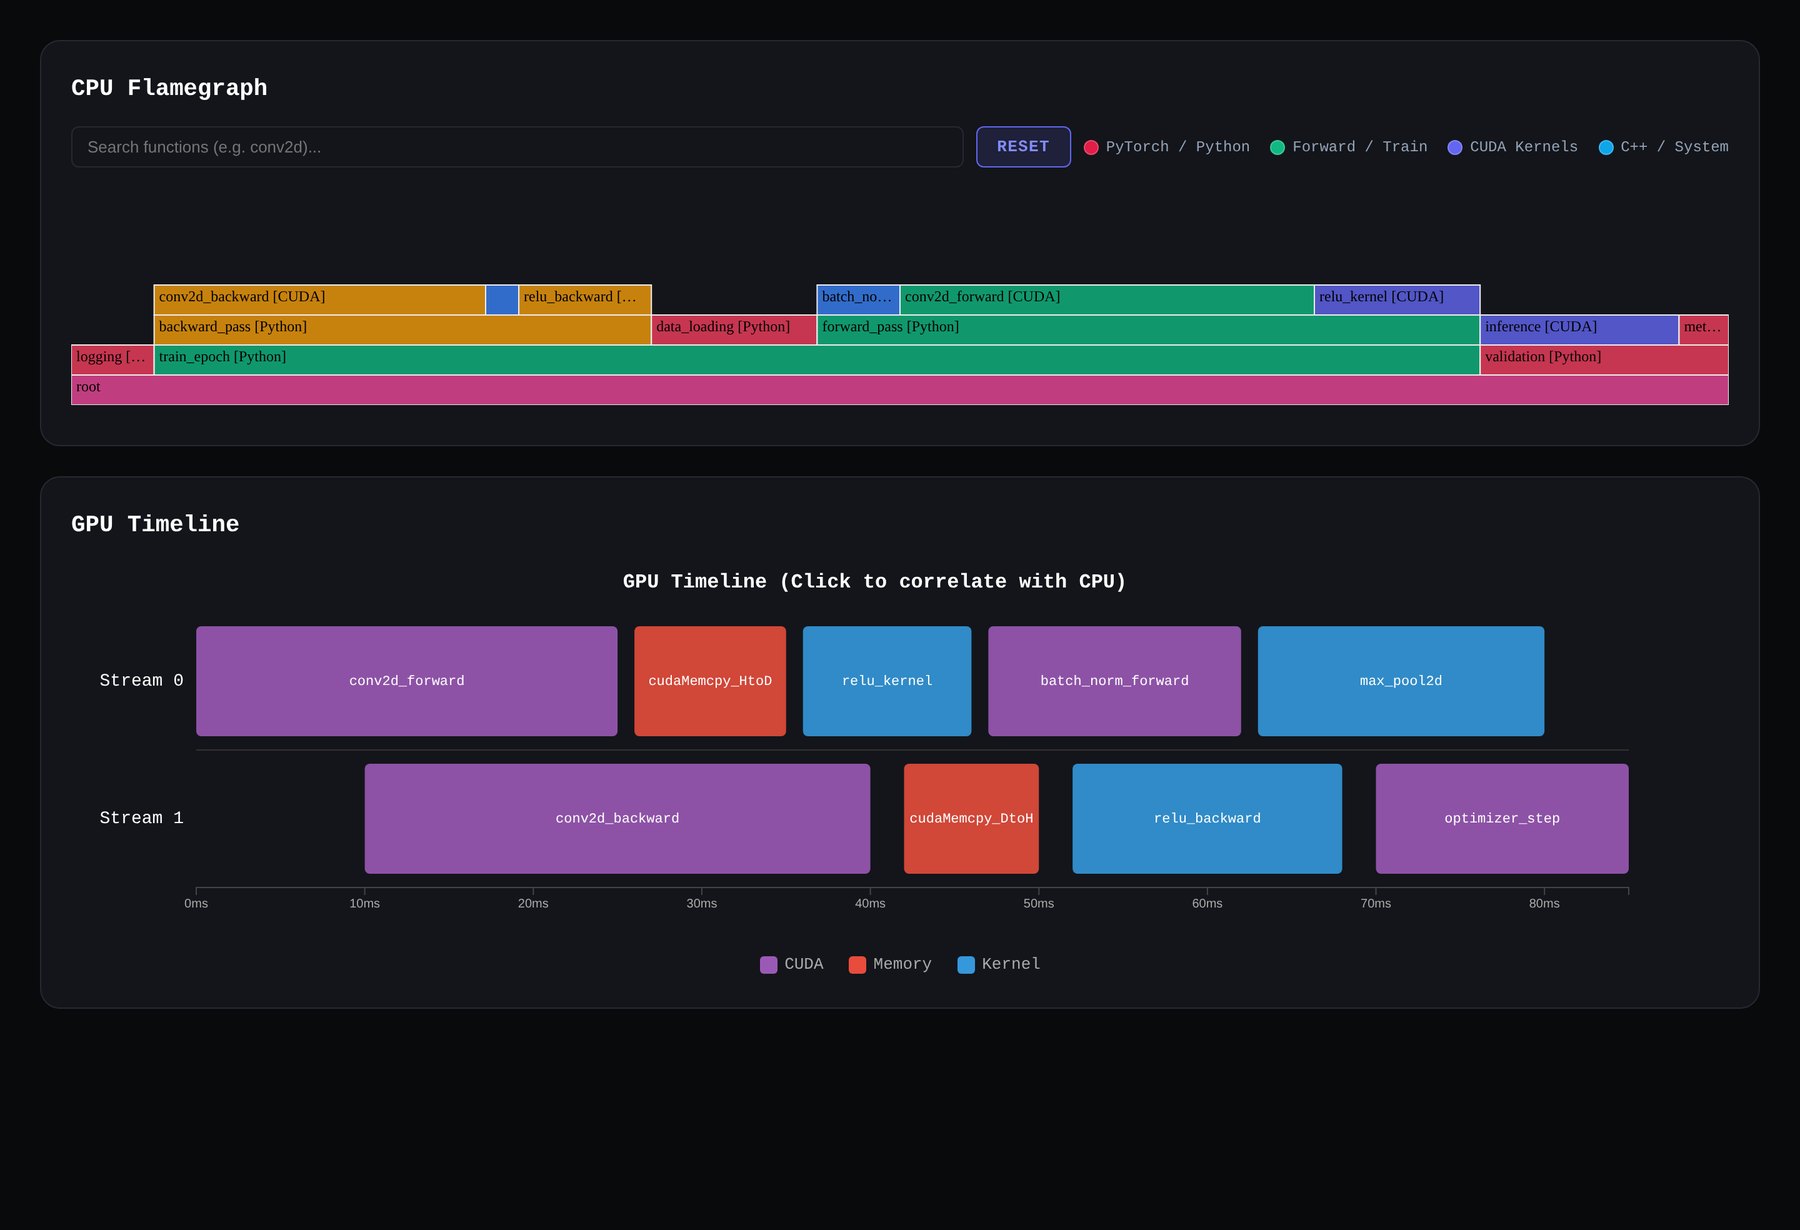 CPU Flamegraph
Search functions (e.g. conv2d)...
RESET
PyTorch / Python
Forward / Train
CUDA Kernels
C++ / System
conv2d_backward [CUDA]
relu_backward [...
batch_no...
conv2d_forward [CUDA]
relu_kernel [CUDA]
backward_pass [Python]
data_loading [Python]
forward_pass [Python]
inference [CUDA]
met...
logging [...
train_epoch [Python]
validation [Python]
root
GPU Timeline
GPU Timeline (Click to correlate with CPU)
Stream 0
conv2d_forward
cudaMemcpy_HtoD
relu_kernel
batch_norm_forward
max_pool2d
Stream 1
conv2d_backward
cudaMemcpy_DtoH
relu_backward
optimizer_step
0ms
10ms
20ms
30ms
40ms
50ms
60ms
70ms
80ms
CUDA
Memory
Kernel